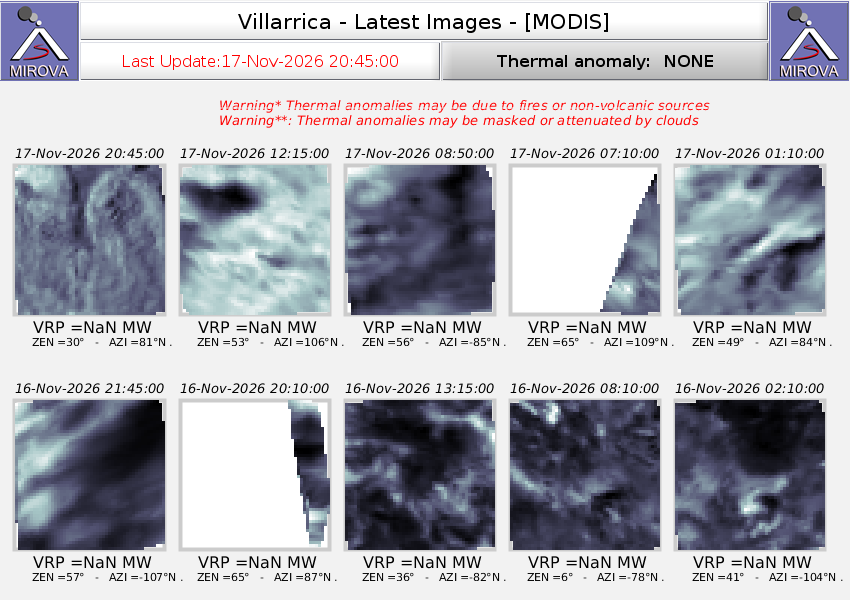 Villarrica - Latest Images - [MODIS]
MIROVA
Last Update:17-Nov-2026 20:45:00
Thermal anomaly: NONE
MIROVA
Warning* Thermal anomalies may be due to fires or non-volcanic sources
Warning**: Thermal anomalies may be masked or attenuated by clouds
17-Nov-2026 20:45:00 17-Nov-2026 12:15:00 17-Nov-2026 08:50:00 17-Nov-2026 07:10:00 17-Nov-2026 01:10:00
VRP =NaN MW VRP =NaN MW VRP =NaN MW VRP =NaN MW VRP =NaN MW
ZEN =30° - AZI =81°N . ZEN =53° - AZI =106°N . ZEN =56° - AZI =-85°N . ZEN =65° - AZI =109°N . ZEN =49° - AZI =84°N .
16-Nov-2026 21:45:00 16-Nov-2026 20:10:00 16-Nov-2026 13:15:00 16-Nov-2026 08:10:00 16-Nov-2026 02:10:00
VRP =NaN MW VRP =NaN MW VRP =NaN MW VRP =NaN MW VRP =NaN MW
ZEN =57° - AZI =-107°N . ZEN =65° - AZI =87°N . ZEN =36° - AZI =-82°N . ZEN =6° - AZI =-78°N . ZEN =41° - AZI =-104°N .